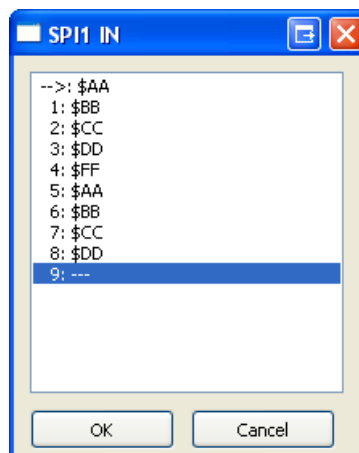 SPI1 IN
-->: $AA
1: $BB
2: $CC
3: $DD
4: $FF
5: $AA
6: $BB
7: $CC
8: $DD
9: ---
OK Cancel